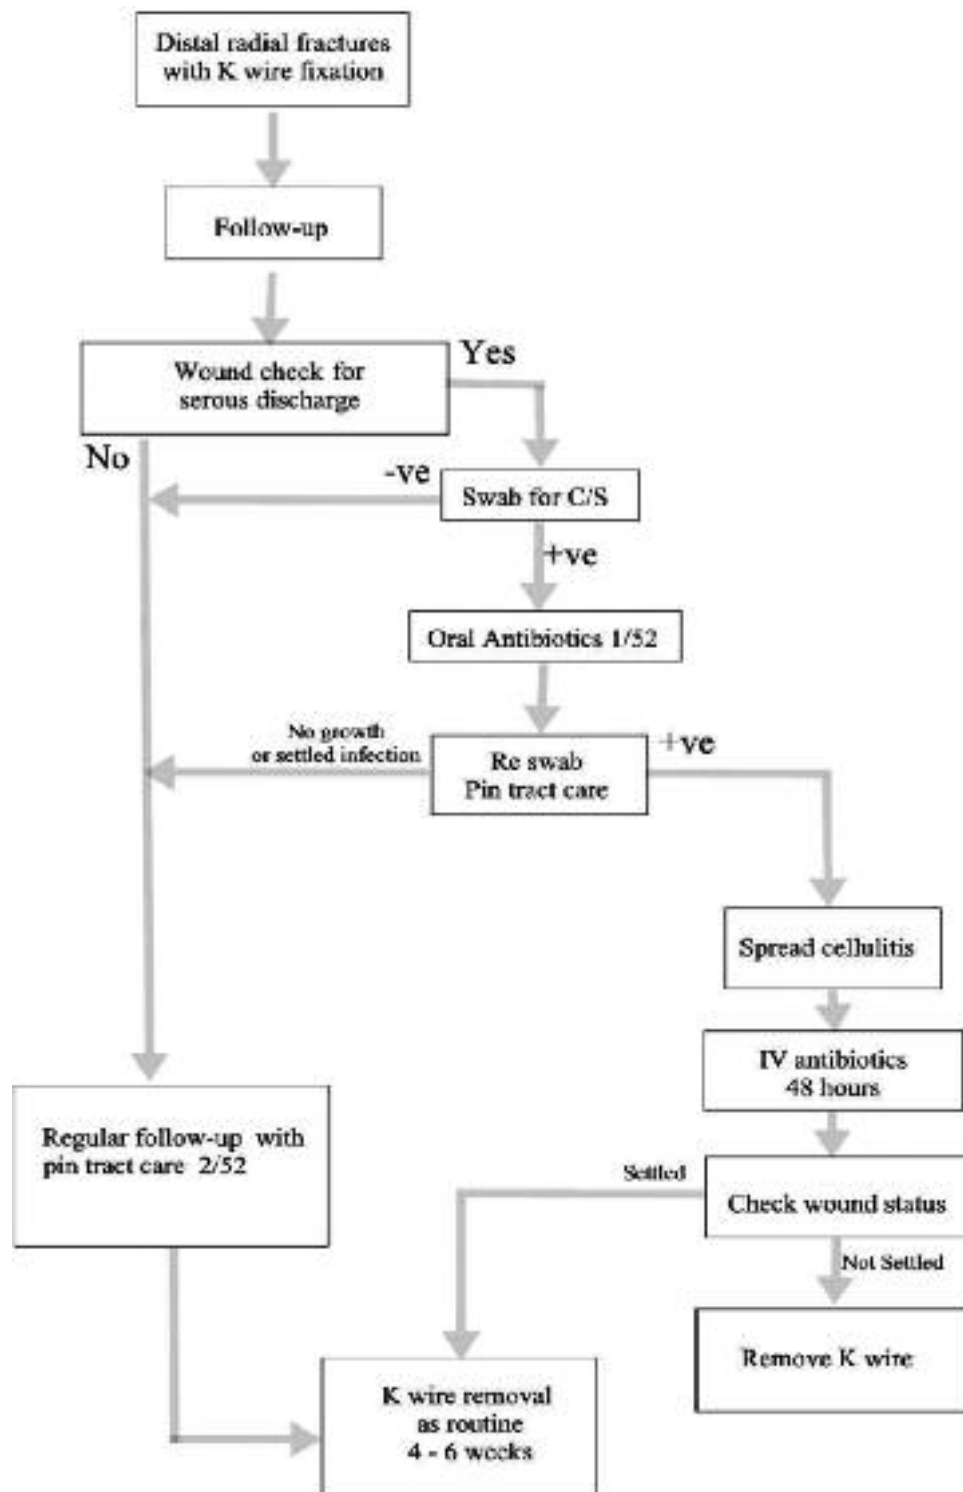 Distal radial fractures
with K wire fixation
Follow-up
Wound check for
serous discharge
Yes
No
-ve
Swab for C/S
+ve
Oral Antibiotics 1/52
No growth
or settled infection
Re swab
Pin tract care
+ve
Spread cellulitis
IV antibiotics
48 hours
Regular follow-up with
pin tract care 2/52
Settled
Check wound status
Not Settled
Remove K wire
K wire removal
as routine
4 - 6 weeks